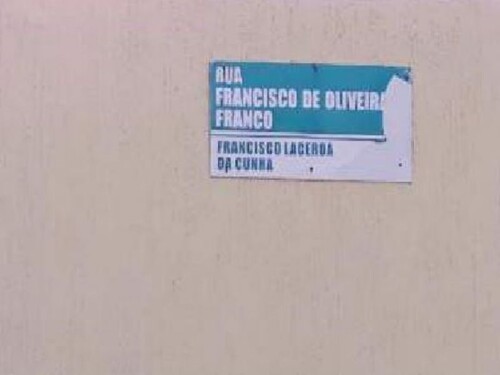 RUA
FRANCISCO DE OLIVEIRA
FRANCO
FRANCISCO LACERDA
DA CUNHA